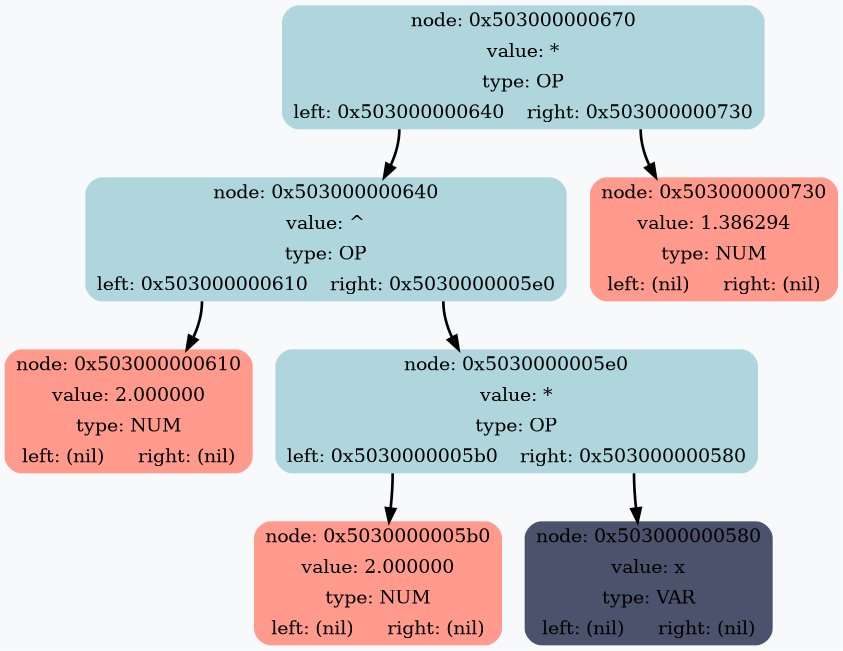 node: 0x503000000670
value: *
type: OP
left: 0x503000000640 right: 0x503000000730
node: 0x503000000640
value: ^
type: OP
left: 0x503000000610 right: 0x5030000005e0
node: 0x503000000730
value: 1.386294
type: NUM
left: (nil) right: (nil)
node: 0x503000000610
value: 2.000000
type: NUM
left: (nil) right: (nil)
node: 0x5030000005e0
value: *
type: OP
left: 0x5030000005b0 right: 0x503000000580
node: 0x5030000005b0
value: 2.000000
type: NUM
left: (nil) right: (nil)
node: 0x503000000580
value: x
type: VAR
left: (nil) right: (nil)